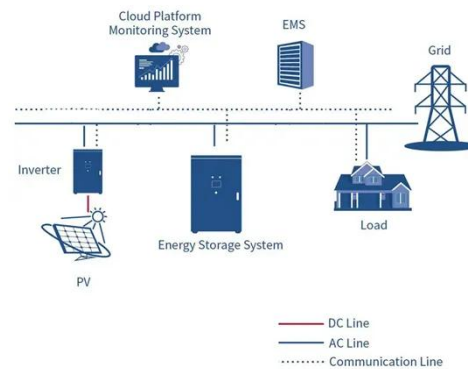 Cloud Platform
Monitoring System
EMS
Grid
Inverter
Energy Storage System
Load
PV
DC Line
AC Line
Communication Line